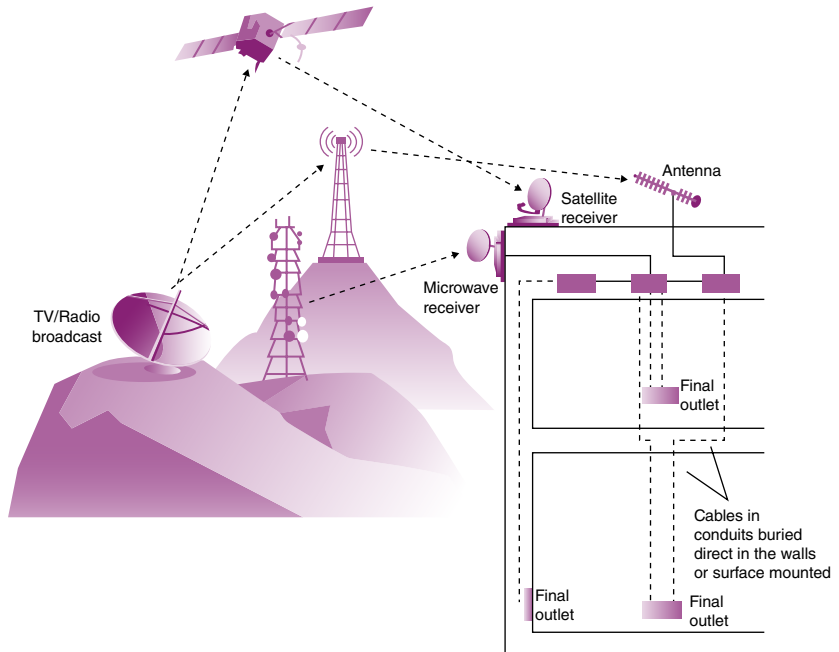 Antenna
Satellite
receiver
Microwave
receiver
TV/Radio
broadcast
Final
outlet
Cables in
conduits buried
direct in the walls
or surface mounted
Final
outlet
Final
outlet